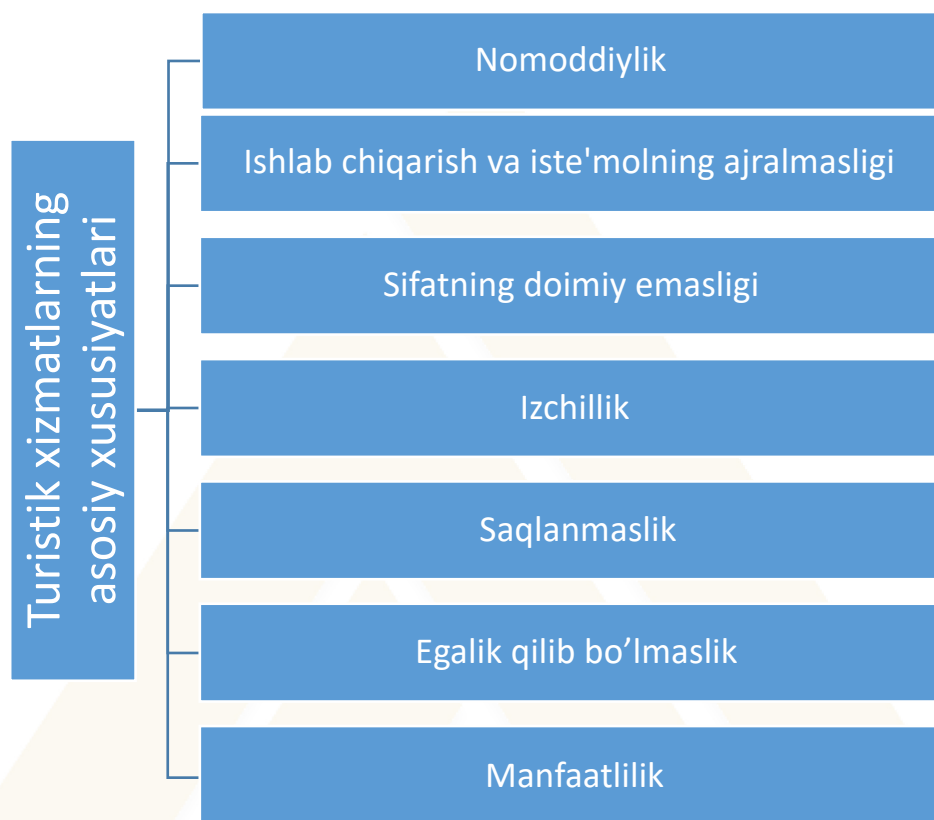 Turistik xizmatlarning
asosiy xususiyatlari
Nomoddiylik
Ishlab chiqarish va iste'molning ajralmasligi
Sifatning doimiy emasligi
Izchillik
Saqlanmaslik
Egalik qilib bo’lmaslik
Manfaatlilik